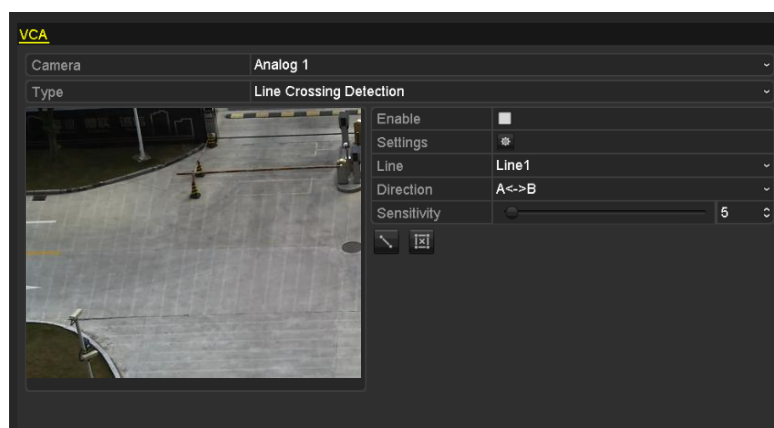 VCA
Camera Analog 1
Type Line Crossing Detection
Enable
Settings
Line Line1
Direction A<->B
Sensitivity 5